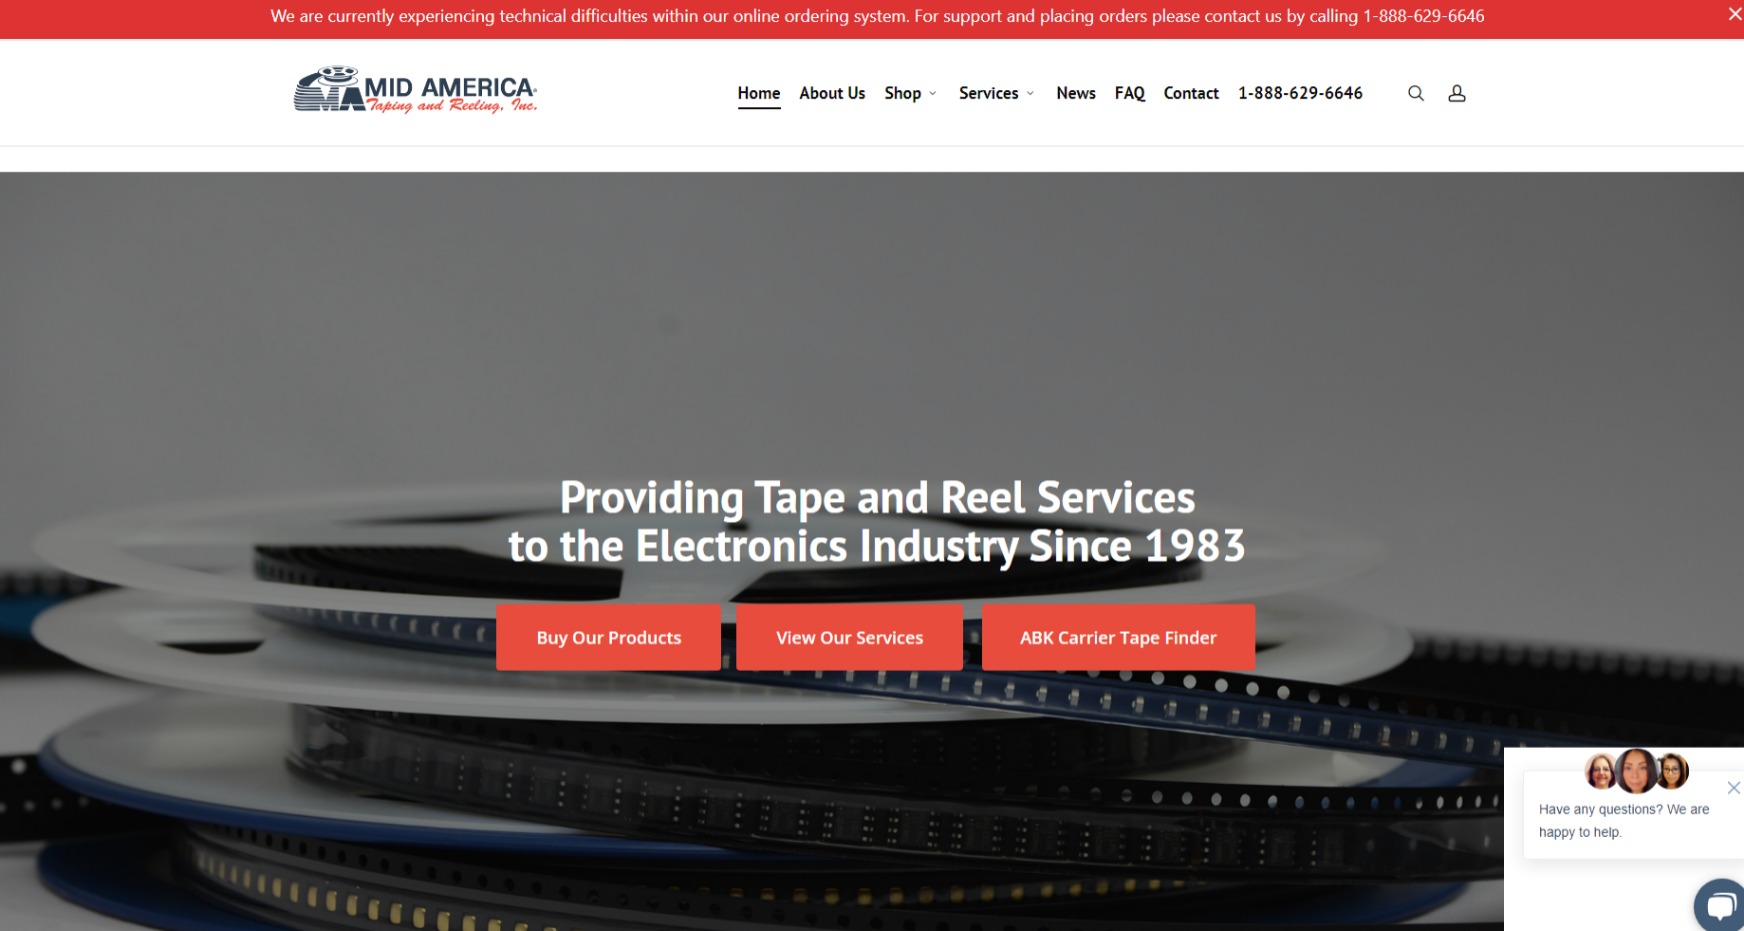 We are currently experiencing technical difficulties within our online ordering system. For support and placing orders please contact us by calling 1-888-629-6646
MID AMERICA
Taping and Reeling, Inc.
Home About Us Shop Services News FAQ Contact 1-888-629-6646
Providing Tape and Reel Services
to the Electronics Industry Since 1983
Buy Our Products View Our Services ABK Carrier Tape Finder
Have any questions? We are
happy to help.